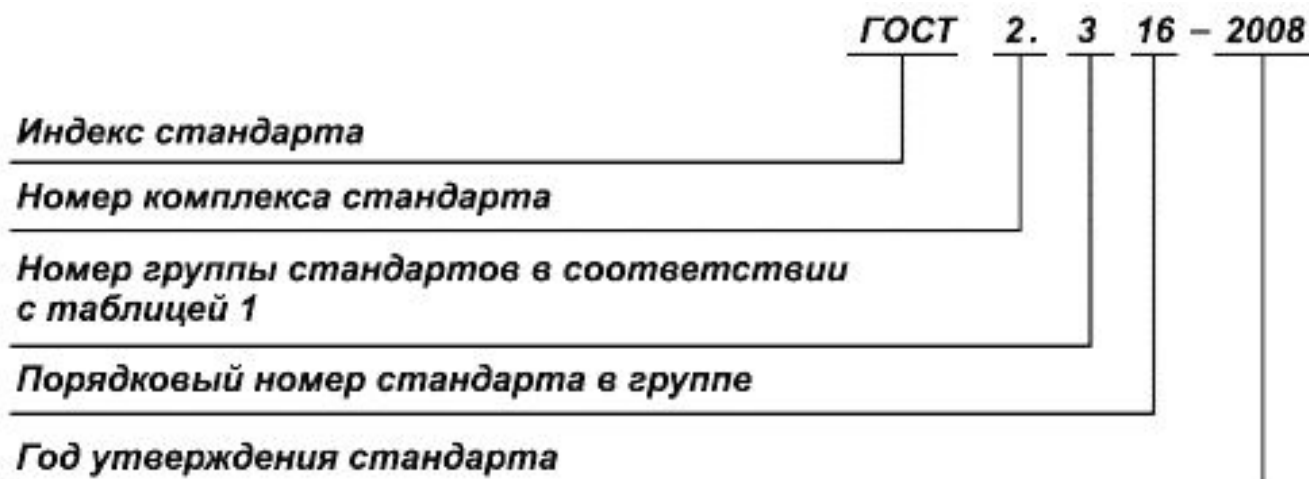 ГОСТ 2. 3 16 – 2008
Индекс стандарта
Номер комплекса стандарта
Номер группы стандартов в соответствии
с таблицей 1
Порядковый номер стандарта в группе
Год утверждения стандарта